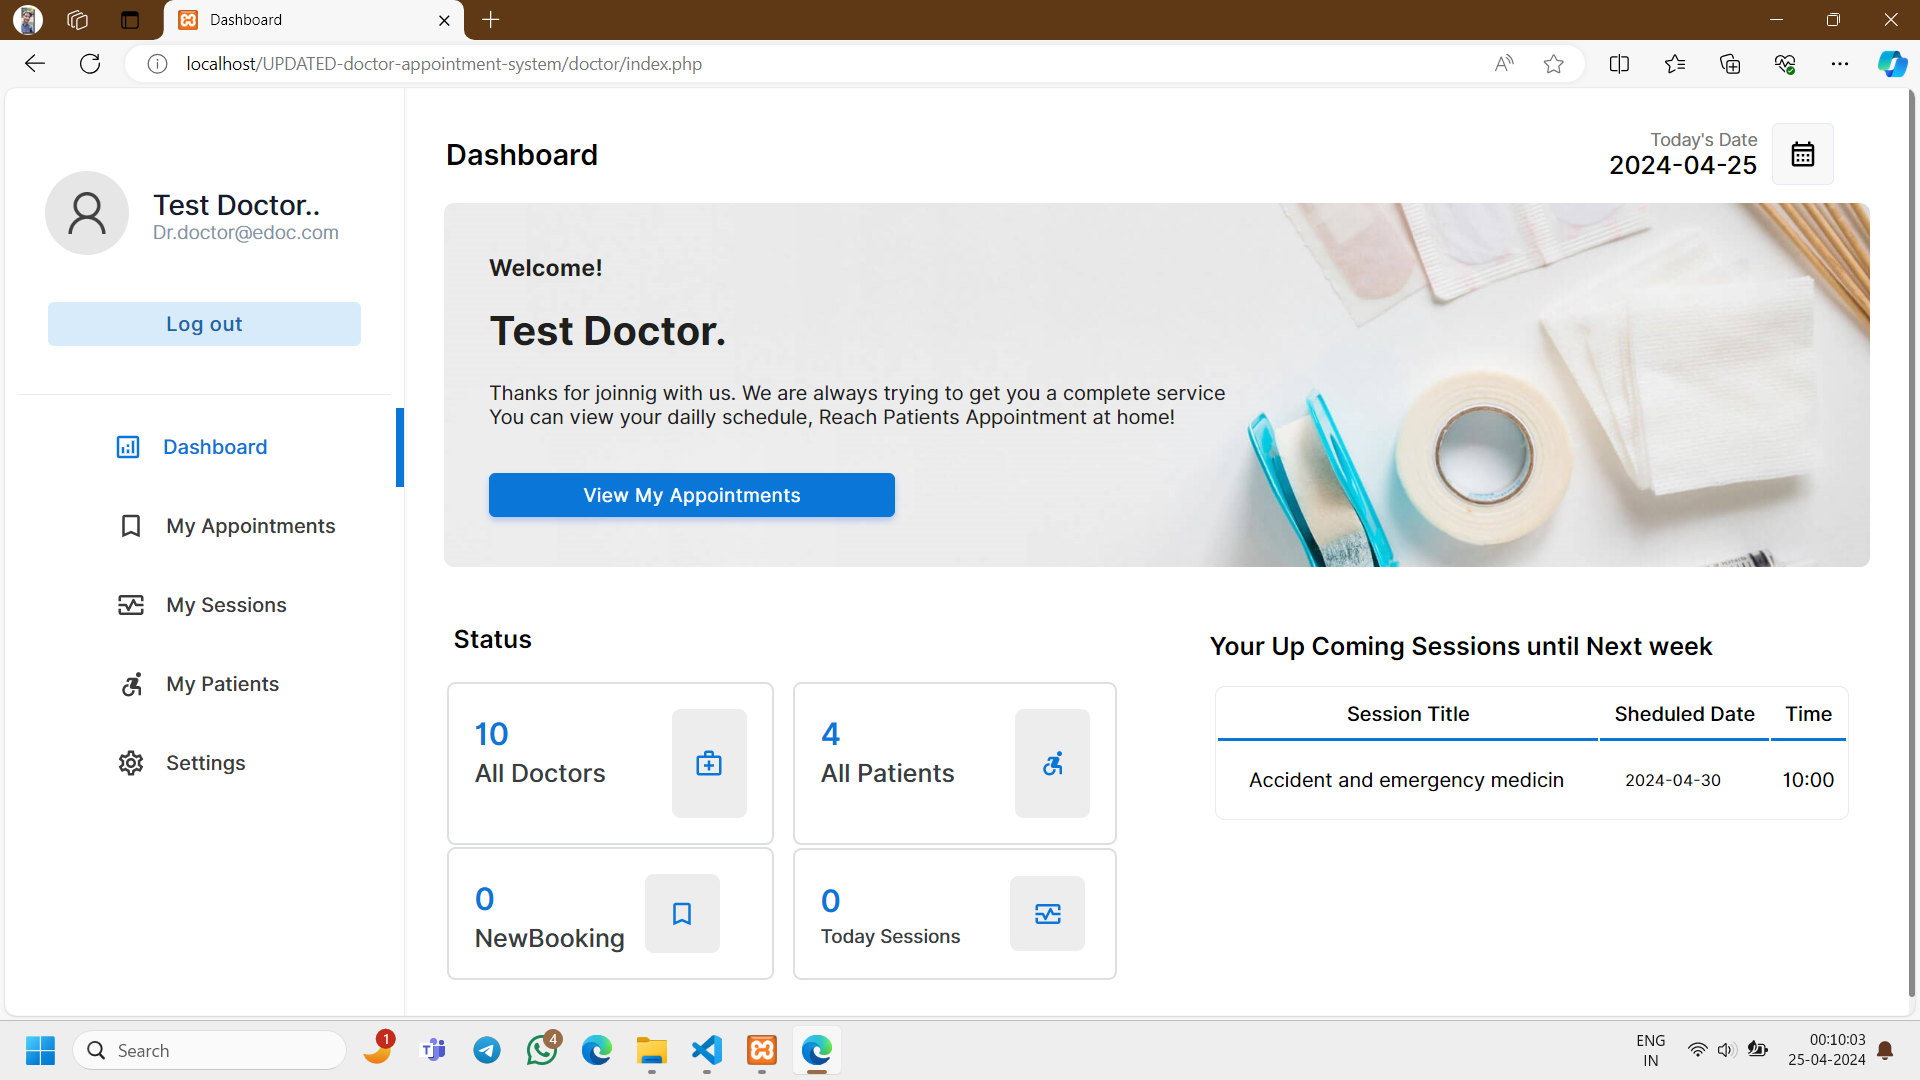 Dashboard
localhost/UPDATED-doctor-appointment-system/doctor/index.php
Test Doctor..
Dr.doctor@edoc.com
Log out
Dashboard
My Appointments
My Sessions
My Patients
Settings
Dashboard
Today's Date
2024-04-25
Welcome!
Test Doctor.
Thanks for joinnig with us. We are always trying to get you a complete service
You can view your dailly schedule, Reach Patients Appointment at home!
View My Appointments
Status
10
All Doctors
4
All Patients
0
NewBooking
0
Today Sessions
Your Up Coming Sessions until Next week
Session Title Sheduled Date Time
Accident and emergency medicin 2024-04-30 10:00
Search
1
4
ENG
IN
00:10:03
25-04-2024